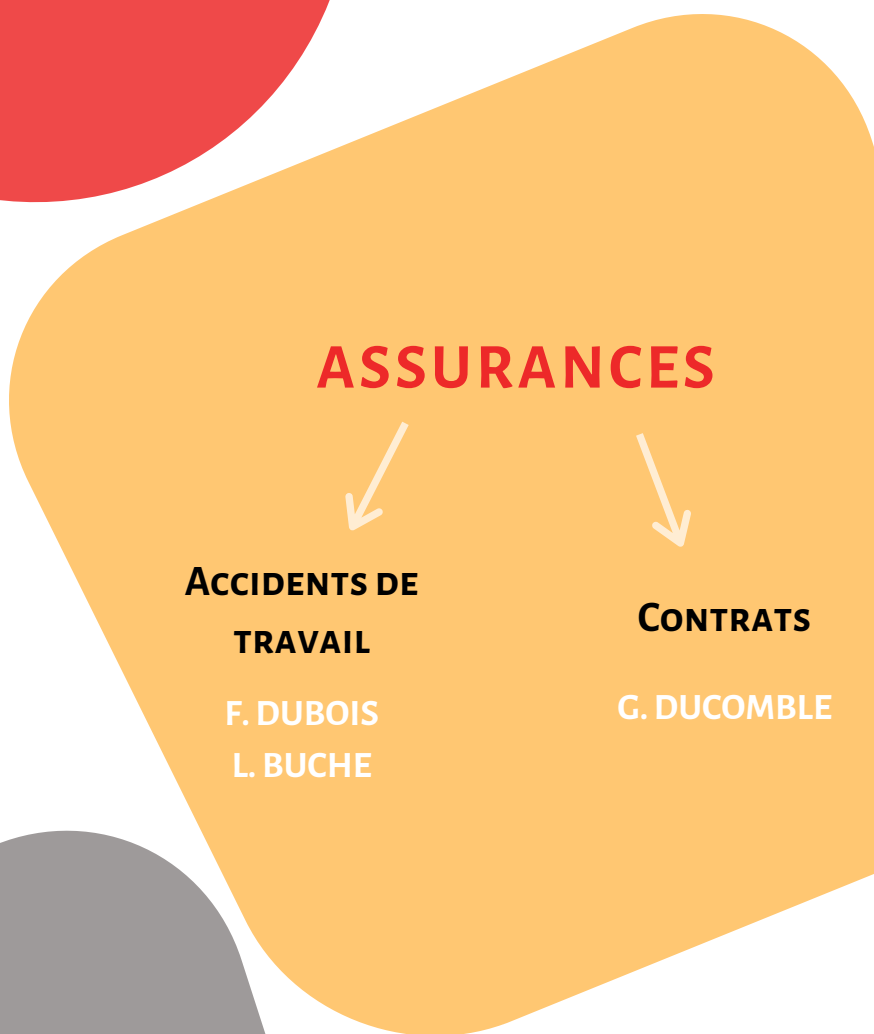 ASSURANCES
Accidents de
travail
F. DUBOIS
L. BUCHE
Contrats
G. DUCOMBLE